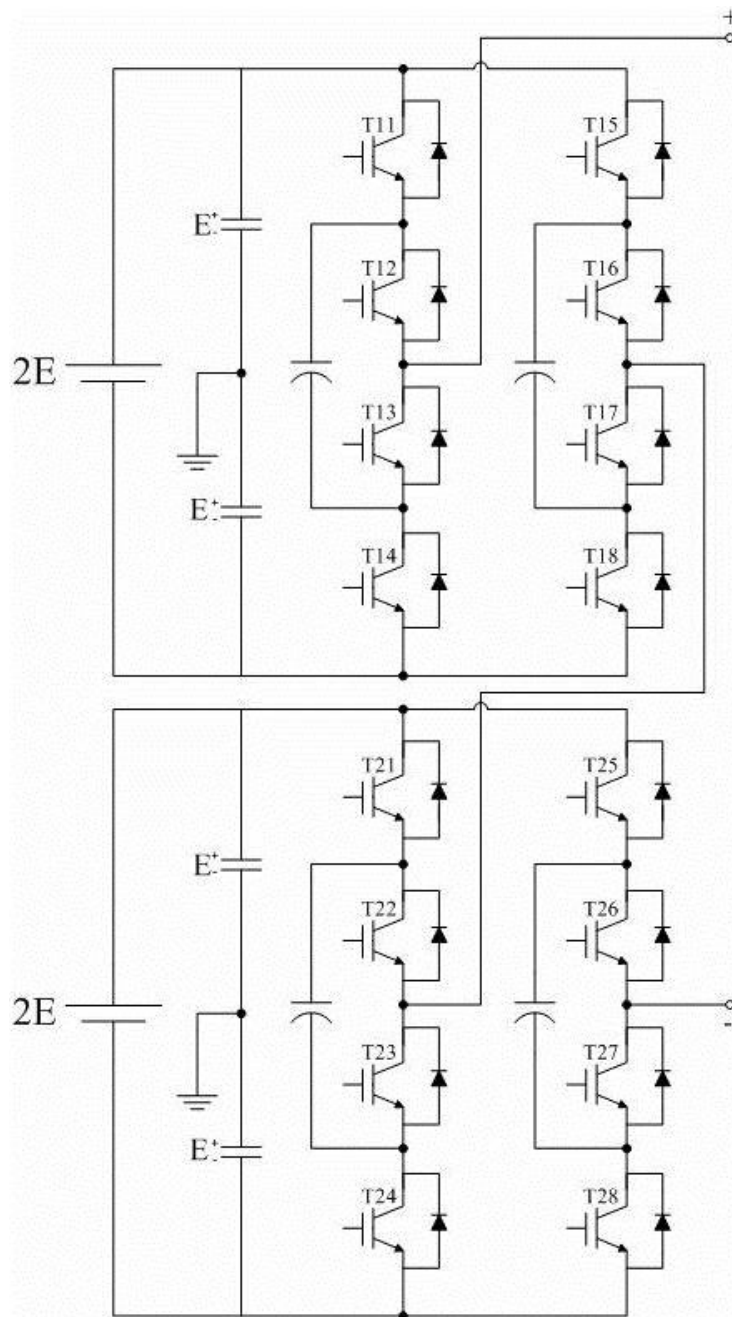 +
T11 T15
E + -
T12 T16
2E
T13 T17
E + -
T14 T18
T21 T25
E + -
T22 T26
2E
-
T23 T27
E + -
T24 T28